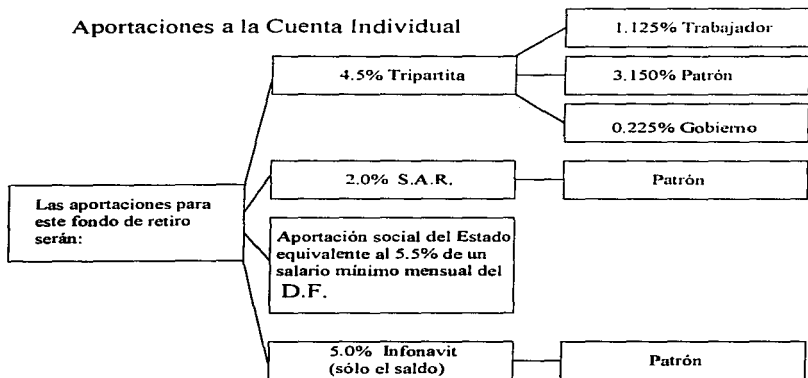 Aportaciones a la Cuenta Individual
1.125% Trabajador
4.5% Tripartita
3.150% Patrón
0.225% Gobierno
Las aportaciones para
este fondo de retiro
serán:
2.0% S.A.R.
Patrón
Aportación social del Estado
equivalente al 5.5% de un
salario mínimo mensual del
D.F.
5.0% Infonavit
(sólo el saldo)
Patrón